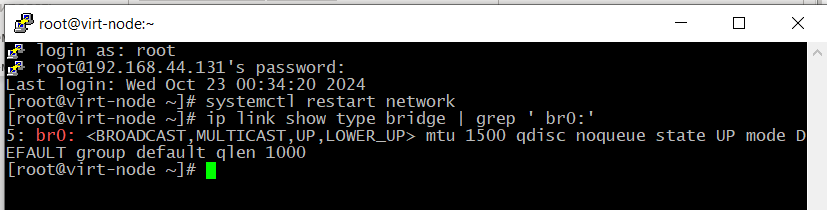 root@virt-node:~
login as: root
root@192.168.44.131's password:
Last login: Wed Oct 23 00:34:20 2024
[root@virt-node ~]# systemctl restart network
[root@virt-node ~]# ip link show type bridge | grep ' br0:'
5: br0: <BROADCAST,MULTICAST,UP,LOWER_UP> mtu 1500 qdisc noqueue state UP mode D
EFAULT group default qlen 1000
[root@virt-node ~]#